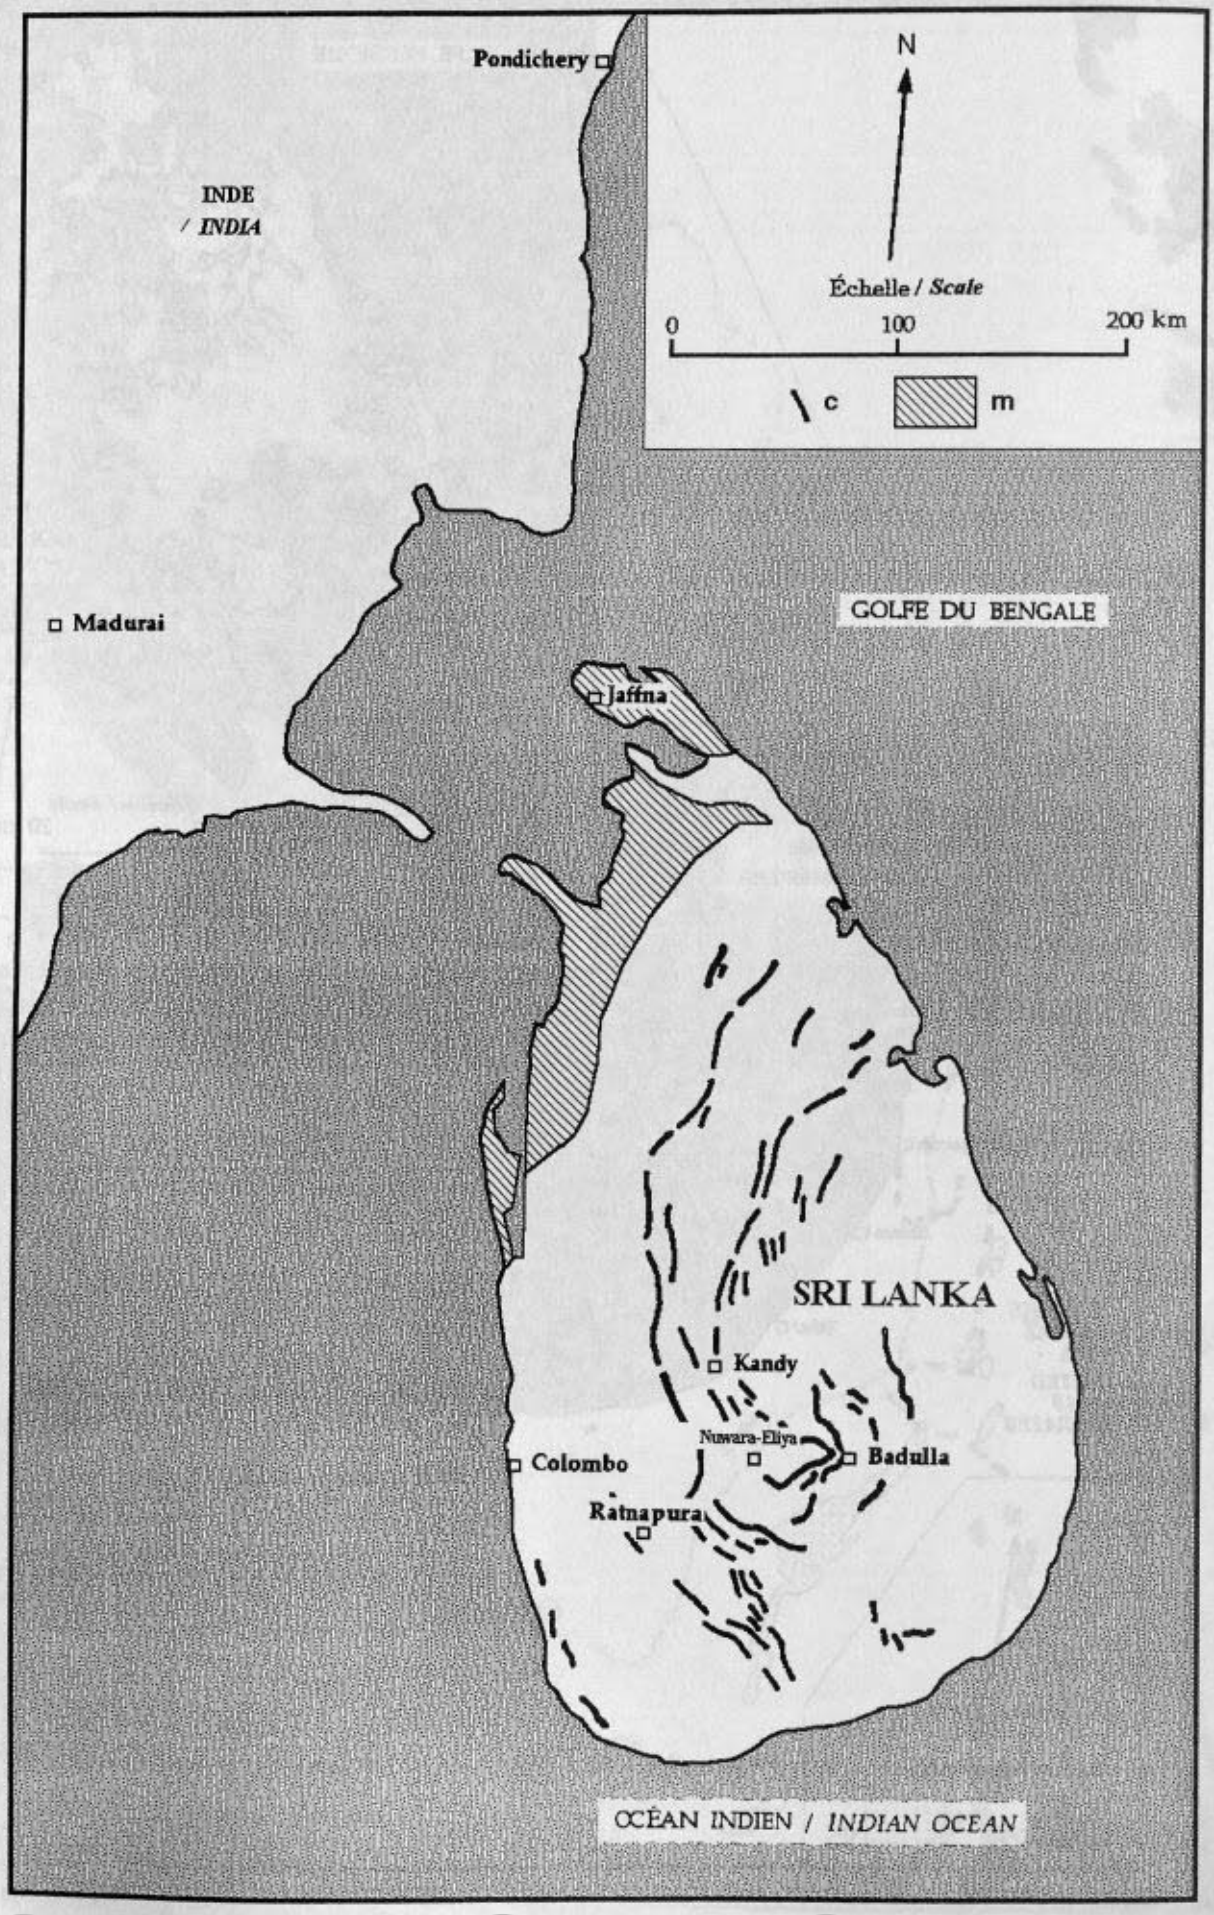 Pondichery
N
INDE
/ INDIA
Échelle / Scale
0 100 200 km
c m
GOLFE DU BENGALE
Madurai
Jaffna
SRI LANKA
Kandy
Nuwara-Eliya
Colombo
Badulla
Ratnapura
OCÉAN INDIEN / INDIAN OCEAN